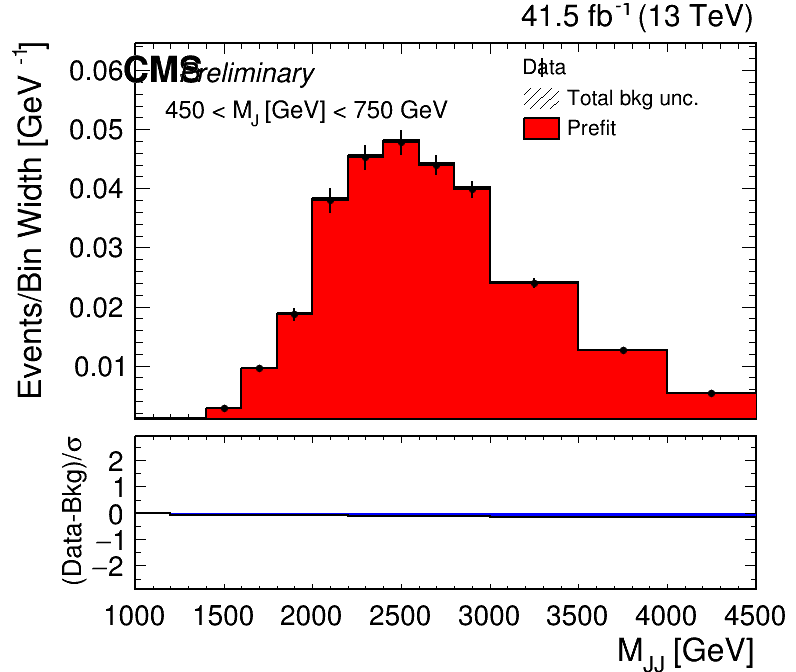 41.5 fb⁻¹ (13 TeV)
CMS Preliminary
450 < M_J [GeV] < 750 GeV
Data
Total bkg unc.
Prefit
Events/Bin Width [GeV⁻¹]
0.06
0.05
0.04
0.03
0.02
0.01
(Data-Bkg)/σ
2
1
0
−1
−2
1000 1500 2000 2500 3000 3500 4000 4500
M_JJ [GeV]